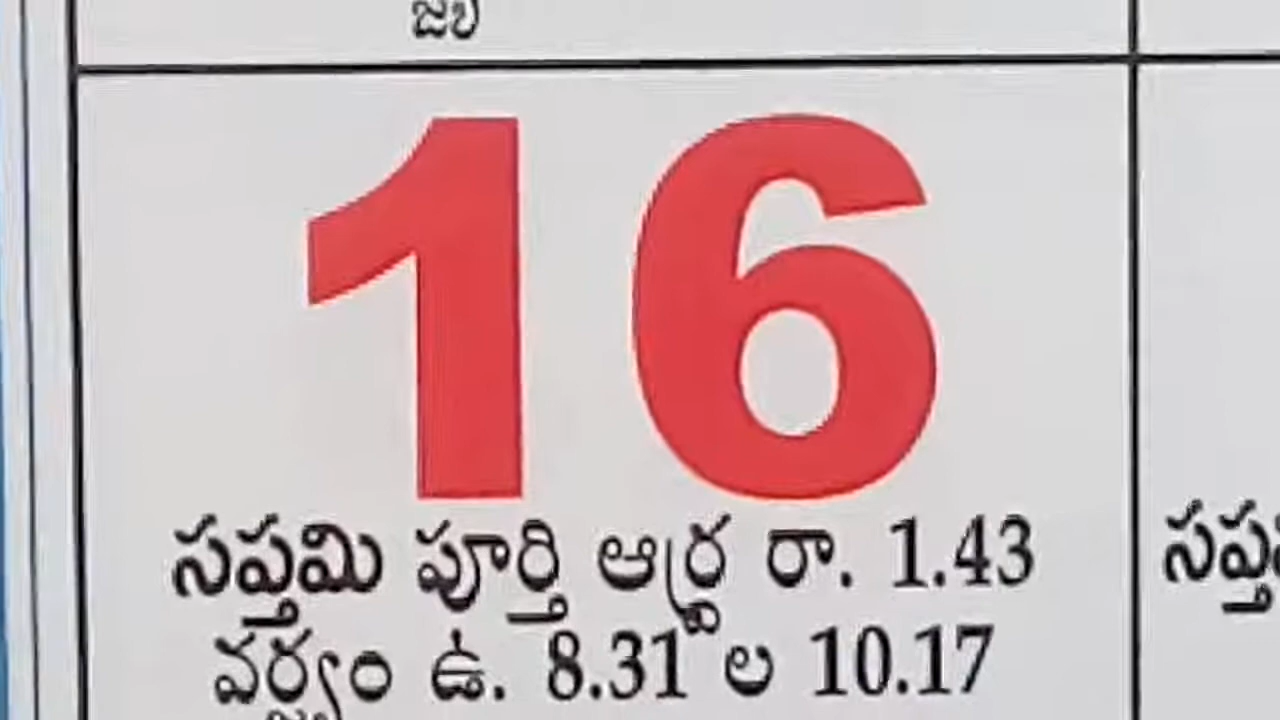 16
సప్తమి పూర్తి ఆర్ద్ర రా. 1.43
వర్జ్యం ఉ. 8.31 ల 10.17